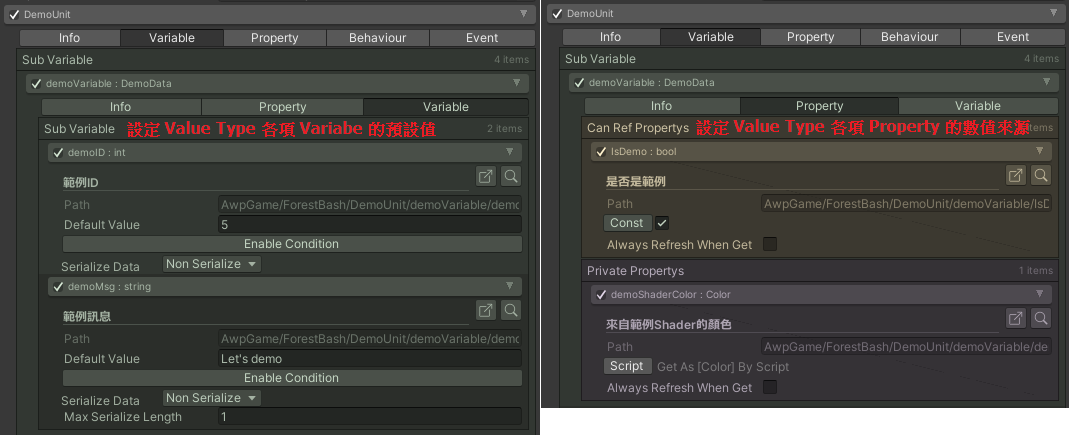 DemoUnit
Info Variable Property Behaviour Event
Sub Variable 4 items
demoVariable : DemoData
Info Property Variable
Sub Variable 設定 Value Type 各項 Variabe 的預設值 2 items
demoID : int
範例ID
Path AwpGame/ForestBash/DemoUnit/demoVariable/demo
Default Value 5
Enable Condition
Serialize Data Non Serialize
demoMsg : string
範例訊息
Path AwpGame/ForestBash/DemoUnit/demoVariable/demo
Default Value Let's demo
Enable Condition
Serialize Data Non Serialize
Max Serialize Length 1
DemoUnit
Info Variable Property Behaviour Event
Sub Variable 4 items
demoVariable : DemoData
Info Property Variable
Can Ref Propertys 設定 Value Type 各項 Property 的數值來源 items
IsDemo : bool
是否是範例
Path AwpGame/ForestBash/DemoUnit/demoVariable/IsD
Const
Always Refresh When Get
Private Propertys 1 items
demoShaderColor : Color
來自範例Shader的顏色
Path AwpGame/ForestBash/DemoUnit/demoVariable/de
Script Get As [Color] By Script
Always Refresh When Get